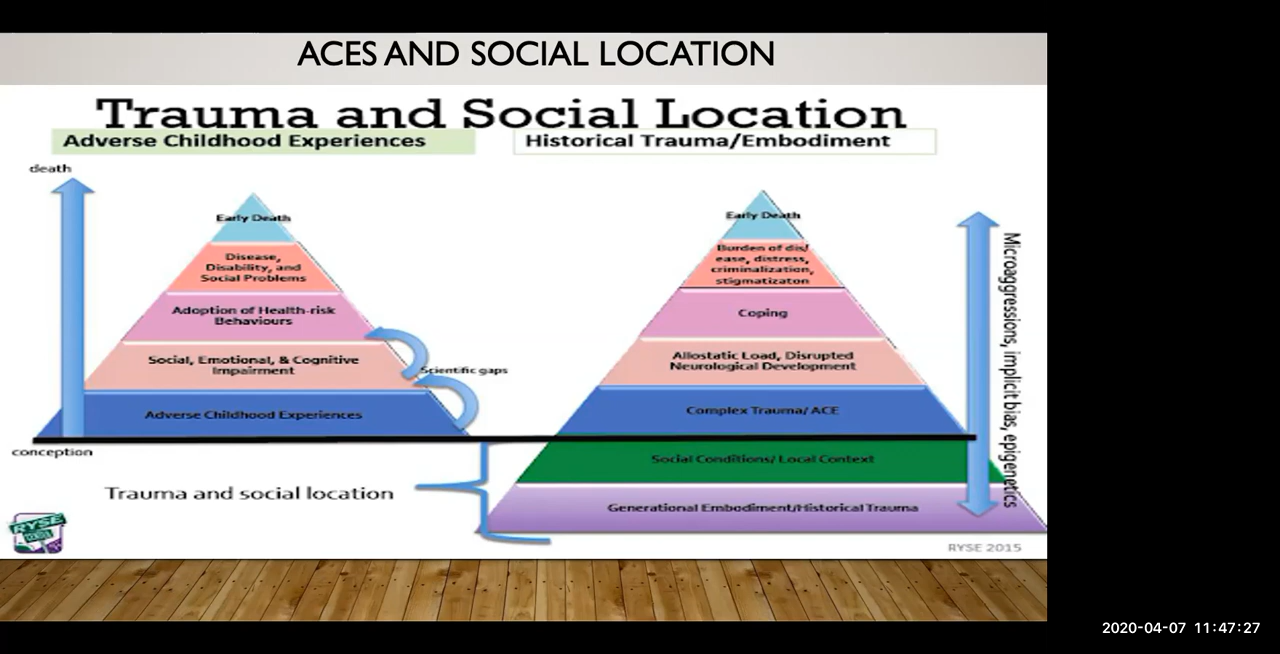 ACES AND SOCIAL LOCATION
Trauma and Social Location
Adverse Childhood Experiences
Historical Trauma/Embodiment
death
Early Death
Disease,
Disability, and
Social Problems
Adoption of Health-risk
Behaviours
Social, Emotional, & Cognitive
Impairment
Scientific gaps
Adverse Childhood Experiences
conception
Trauma and social location
Early Death
Burden of dis/
ease, distress,
criminalization,
stigmatizaton
Coping
Allostatic Load, Disrupted
Neurological Development
Complex Trauma/ ACE
Social Conditions/ Local Context
Generational Embodiment/Historical Trauma
Microaggressions, implicit bias, epigenetics
RYSE
RYSE 2015
2020-04-07 11:47:27